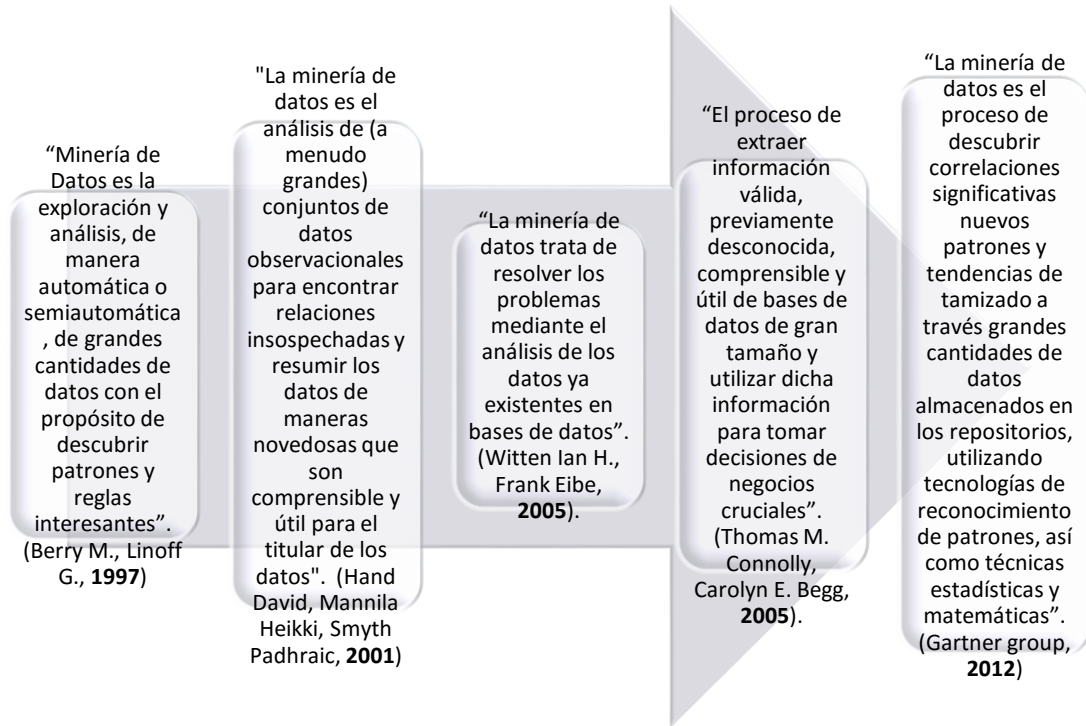 “Minería de
Datos es la
exploración y
análisis, de
manera
automática o
semiautomática
, de grandes
cantidades de
datos con el
propósito de
descubrir
patrones y
reglas
interesantes”.
(Berry M., Linoff
G., 1997)
"La minería de
datos es el
análisis de (a
menudo
grandes)
conjuntos de
datos
observacionales
para encontrar
relaciones
insospechadas y
resumir los
datos de
maneras
novedosas que
son
comprensible y
útil para el
titular de los
datos". (Hand
David, Mannila
Heikki, Smyth
Padhraic, 2001)
“La minería de
datos trata de
resolver los
problemas
mediante el
análisis de los
datos ya
existentes en
bases de datos”.
(Witten Ian H.,
Frank Eibe,
2005).
“El proceso de
extraer
información
válida,
previamente
desconocida,
comprensible y
útil de bases de
datos de gran
tamaño y
utilizar dicha
información
para tomar
decisiones de
negocios
cruciales”.
(Thomas M.
Connolly,
Carolyn E. Begg,
2005).
“La minería de
datos es el
proceso de
descubrir
correlaciones
significativas
nuevos
patrones y
tendencias de
tamizado a
través grandes
cantidades de
datos
almacenados en
los repositorios,
utilizando
tecnologías de
reconocimiento
de patrones, así
como técnicas
estadísticas y
matemáticas”.
(Gartner group,
2012)